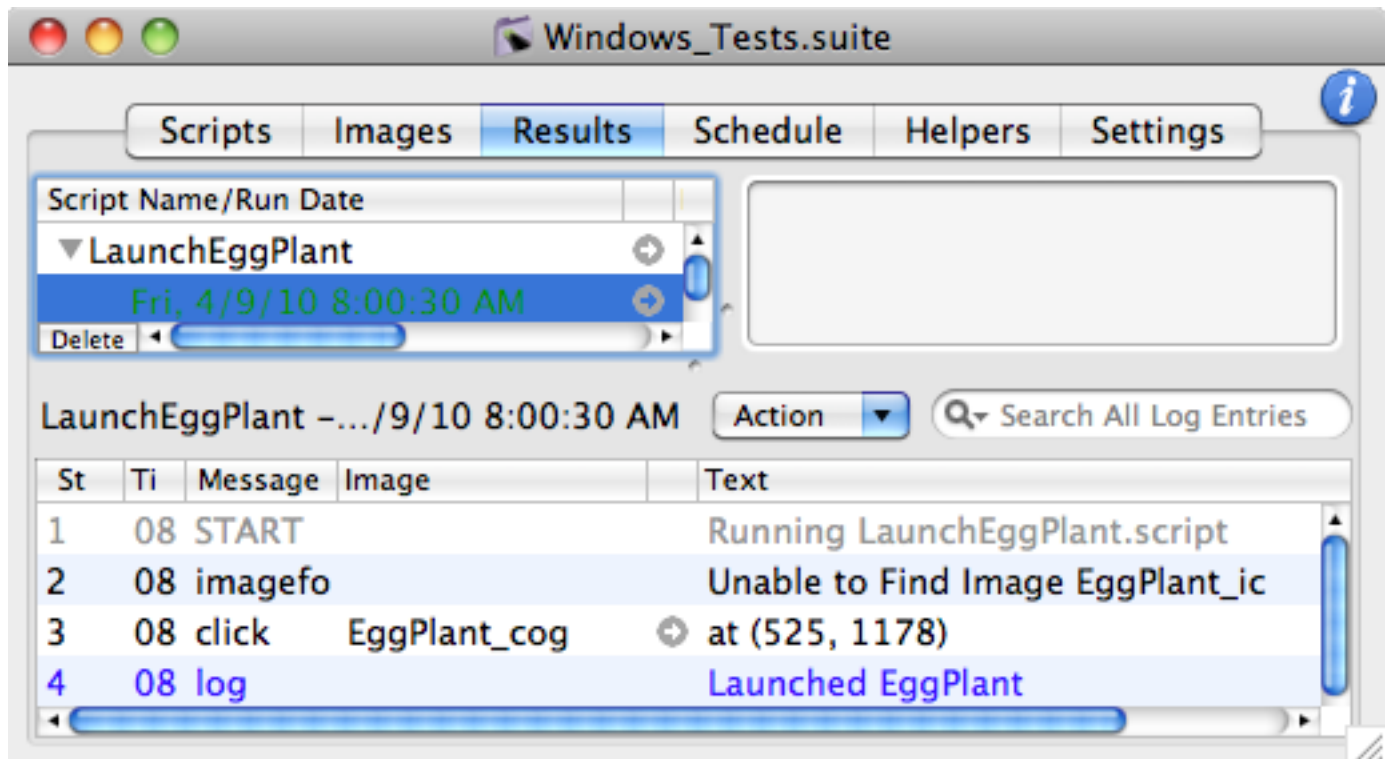 Windows_Tests.suite
i
Scripts Images Results Schedule Helpers Settings
Script Name/Run Date
LaunchEggPlant
Fri, 4/9/10 8:00:30 AM
Delete
LaunchEggPlant –.../9/10 8:00:30 AM Action Search All Log Entries
St Ti Message Image Text
1 08 START Running LaunchEggPlant.script
2 08 imagefo Unable to Find Image EggPlant_ic
3 08 click EggPlant_cog at (525, 1178)
4 08 log Launched EggPlant